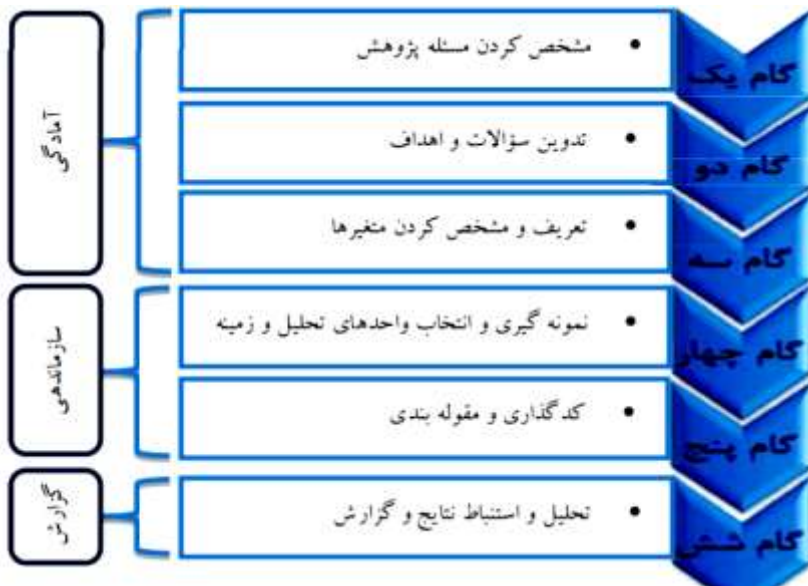 آمادگی
گام یک
• مشخص کردن مسئله پژوهش
گام دو
• تدوین سؤالات و اهداف
گام سه
• تعریف و مشخص کردن متغیرها
سازماندهی
گام چهار
• نمونه گیری و انتخاب واحدهای تحلیل و زمینه
گام پنج
• کدگذاری و مقوله بندی
گزارش
گام شش
• تحلیل و استنباط نتایج و گزارش